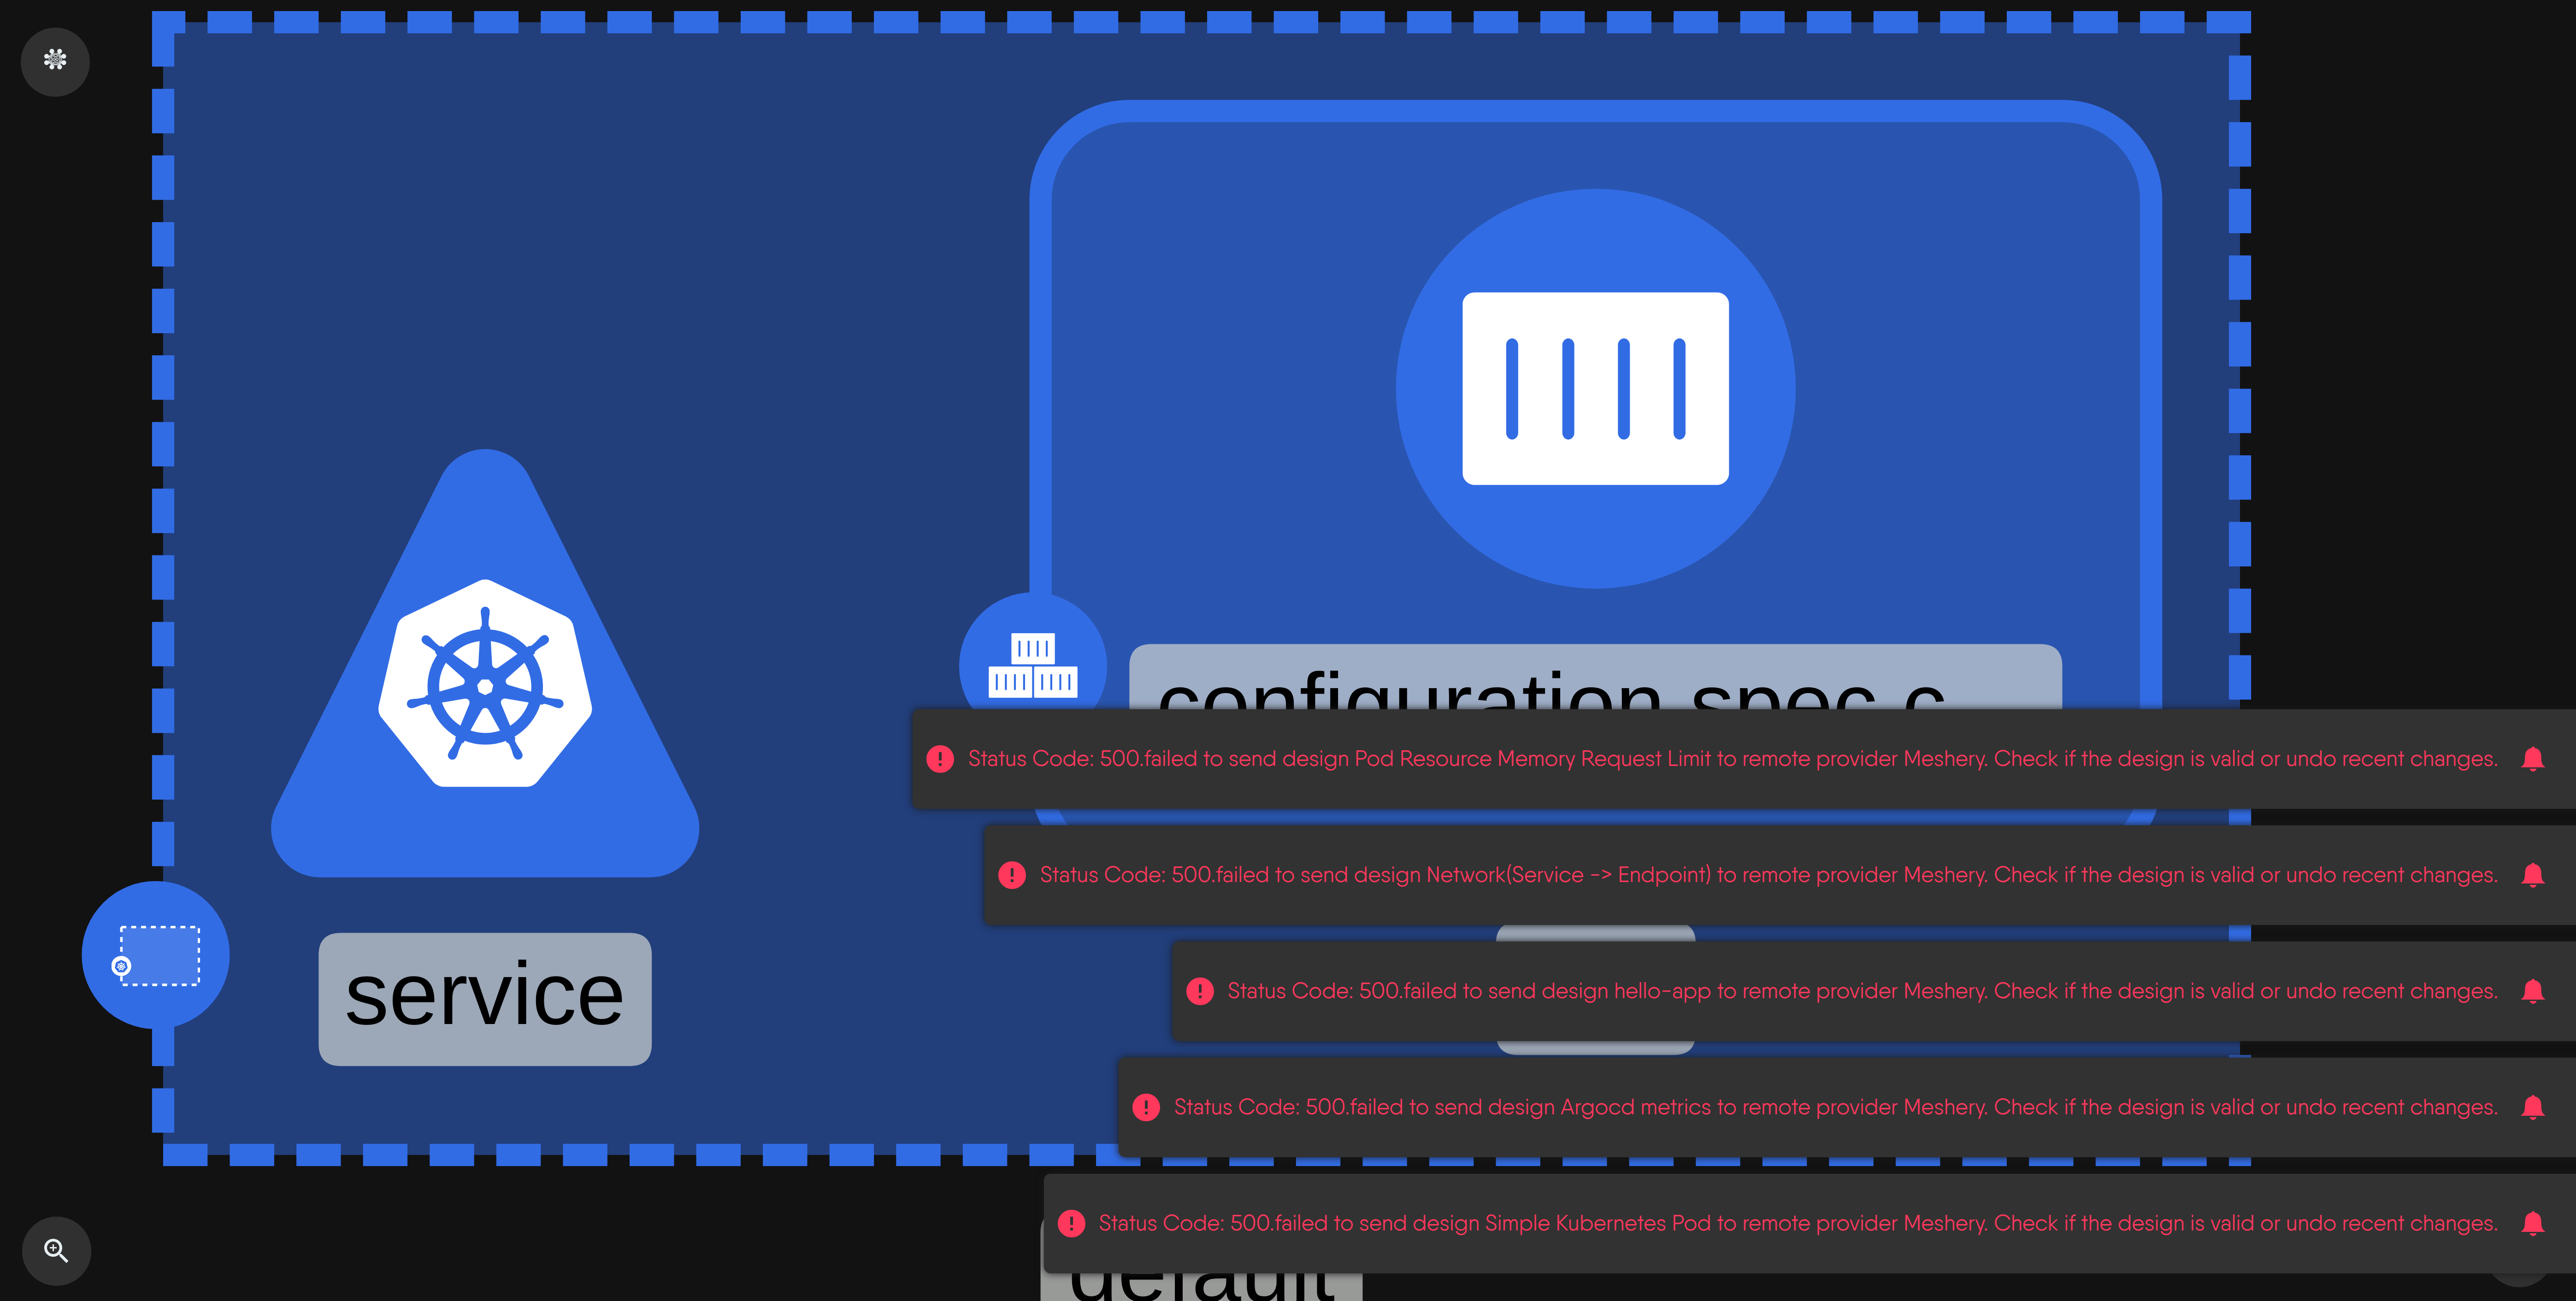 configuration.spec.c
Status Code: 500.failed to send design Pod Resource Memory Request Limit to remote provider Meshery. Check if the design is valid or undo recent changes.
Status Code: 500.failed to send design Network(Service -> Endpoint) to remote provider Meshery. Check if the design is valid or undo recent changes.
service
Status Code: 500.failed to send design hello-app to remote provider Meshery. Check if the design is valid or undo recent changes.
Status Code: 500.failed to send design Argocd metrics to remote provider Meshery. Check if the design is valid or undo recent changes.
Status Code: 500.failed to send design Simple Kubernetes Pod to remote provider Meshery. Check if the design is valid or undo recent changes.
default